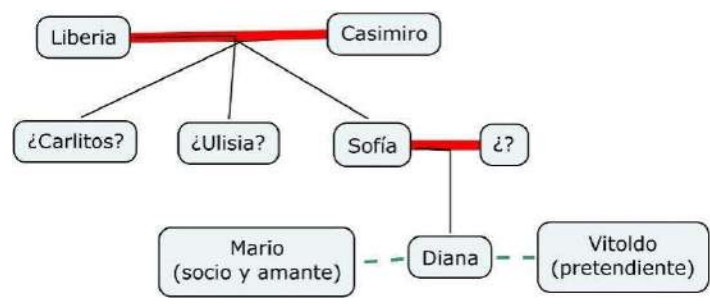 Liberia
Casimiro
¿Carlitos?
¿Ulisia?
Sofía
¿?
Mario
(socio y amante)
Diana
Vitoldo
(pretendiente)